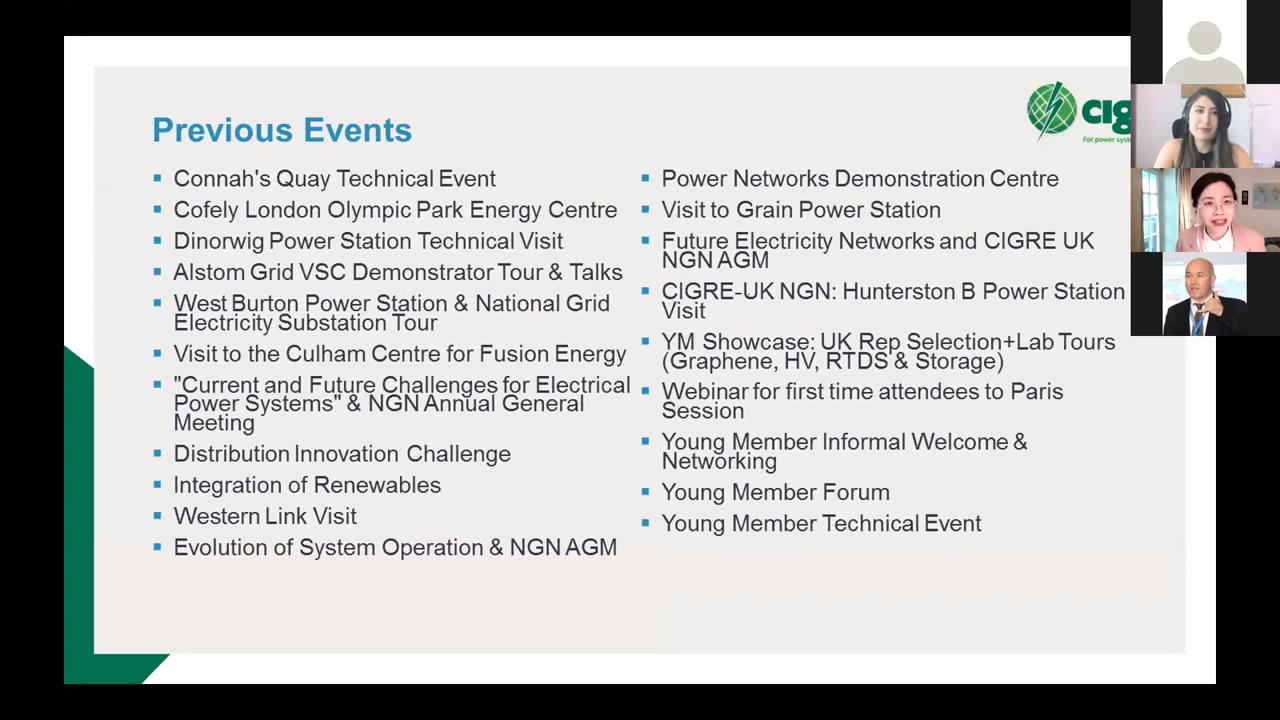 Previous Events
Connah's Quay Technical Event
Cofely London Olympic Park Energy Centre
Dinorwig Power Station Technical Visit
Alstom Grid VSC Demonstrator Tour & Talks
West Burton Power Station & National Grid
Electricity Substation Tour
Visit to the Culham Centre for Fusion Energy
"Current and Future Challenges for Electrical
Power Systems" & NGN Annual General
Meeting
Distribution Innovation Challenge
Integration of Renewables
Western Link Visit
Evolution of System Operation & NGN AGM
Power Networks Demonstration Centre
Visit to Grain Power Station
Future Electricity Networks and CIGRE UK
NGN AGM
CIGRE-UK NGN: Hunterston B Power Station
Visit
YM Showcase: UK Rep Selection+Lab Tours
(Graphene, HV, RTDS & Storage)
Webinar for first time attendees to Paris
Session
Young Member Informal Welcome &
Networking
Young Member Forum
Young Member Technical Event
cig
For power syste